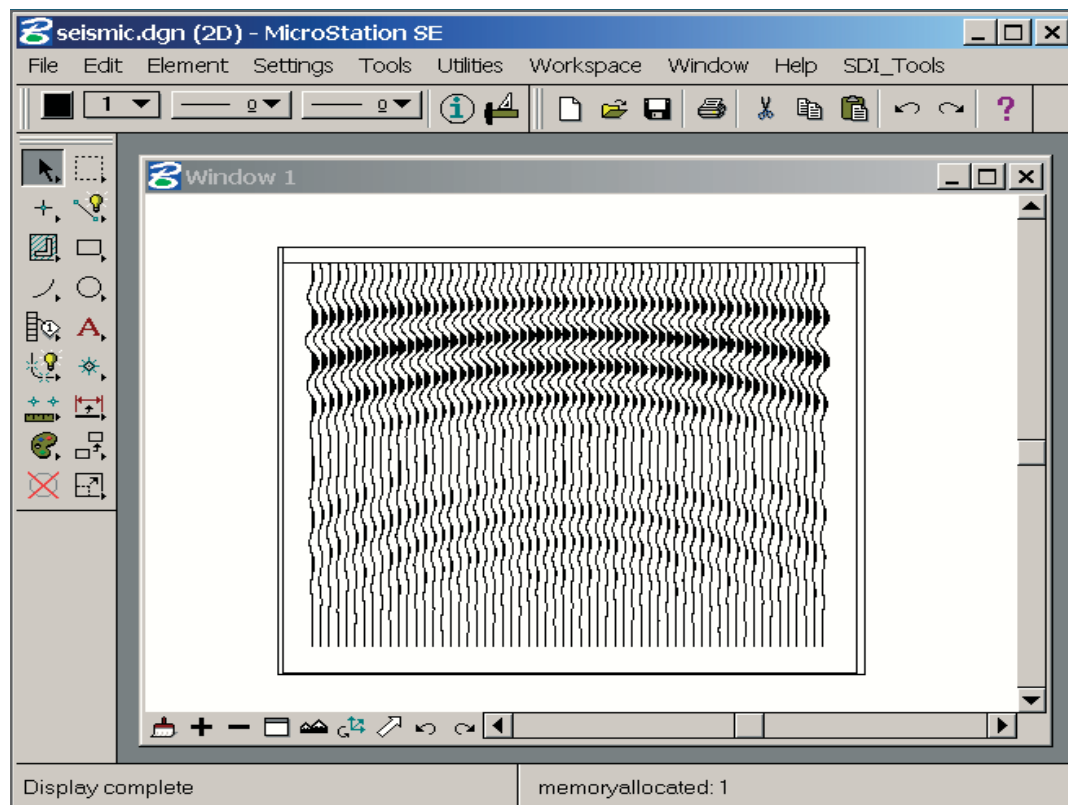 seismic.dgn (2D) - MicroStation SE
File Edit Element Settings Tools Utilities Workspace Window Help SDI_Tools
1 0 0 ?
Window 1
A
Display complete
memoryallocated: 1